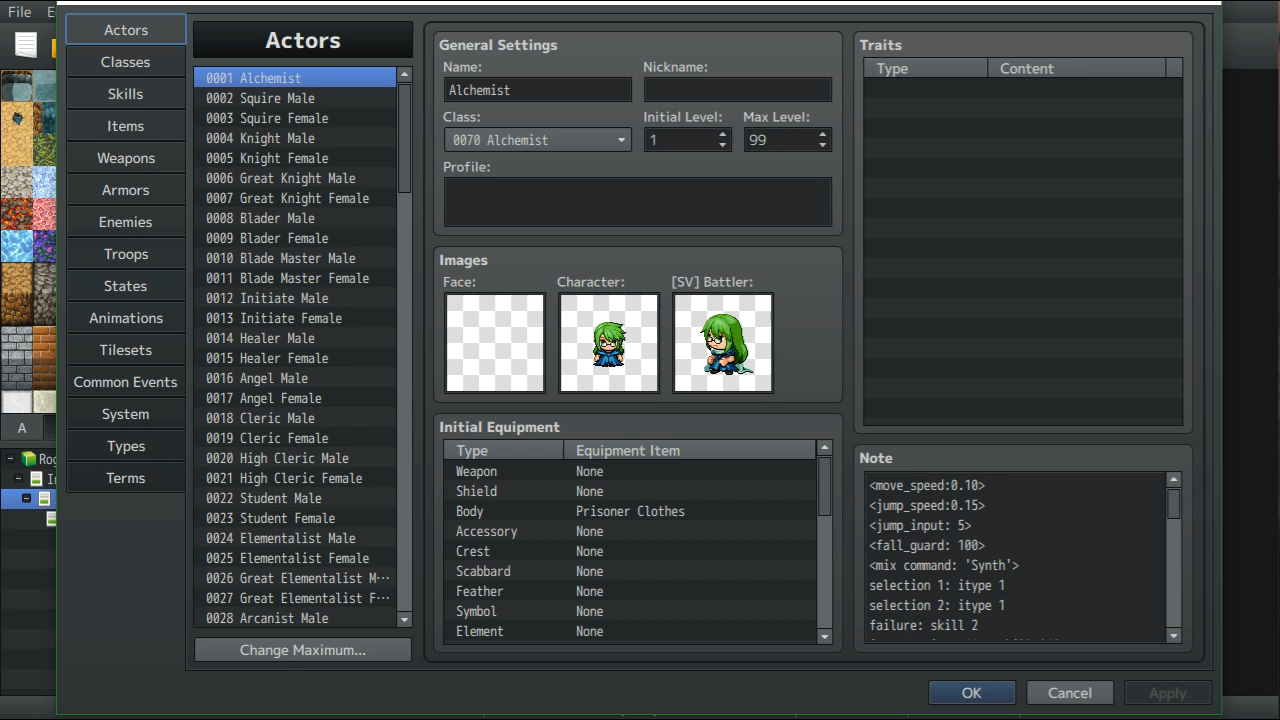 File
Actors
Classes
Skills
Items
Weapons
Armors
Enemies
Troops
States
Animations
Tilesets
Common Events
System
Types
Terms
A
Actors
0001 Alchemist
0002 Squire Male
0003 Squire Female
0004 Knight Male
0005 Knight Female
0006 Great Knight Male
0007 Great Knight Female
0008 Blader Male
0009 Blader Female
0010 Blade Master Male
0011 Blade Master Female
0012 Initiate Male
0013 Initiate Female
0014 Healer Male
0015 Healer Female
0016 Angel Male
0017 Angel Female
0018 Cleric Male
0019 Cleric Female
0020 High Cleric Male
0021 High Cleric Female
0022 Student Male
0023 Student Female
0024 Elementalist Male
0025 Elementalist Female
0026 Great Elementalist M···
0027 Great Elementalist F···
0028 Arcanist Male
Change Maximum...
General Settings
Name:
Nickname:
Alchemist
Class:
Initial Level:
Max Level:
0070 Alchemist
1
99
Profile:
Images
Face:
Character:
[SV] Battler:
Initial Equipment
Type
Equipment Item
Weapon
None
Shield
None
Body
Prisoner Clothes
Accessory
None
Crest
None
Scabbard
None
Feather
None
Symbol
None
Element
None
Traits
Type
Content
Note
<move_speed:0.10>
<jump_speed:0.15>
<jump_input: 5>
<fall_guard: 100>
<mix command: 'Synth'>
selection 1: itype 1
selection 2: itype 1
failure: skill 2
OK
Cancel
Apply